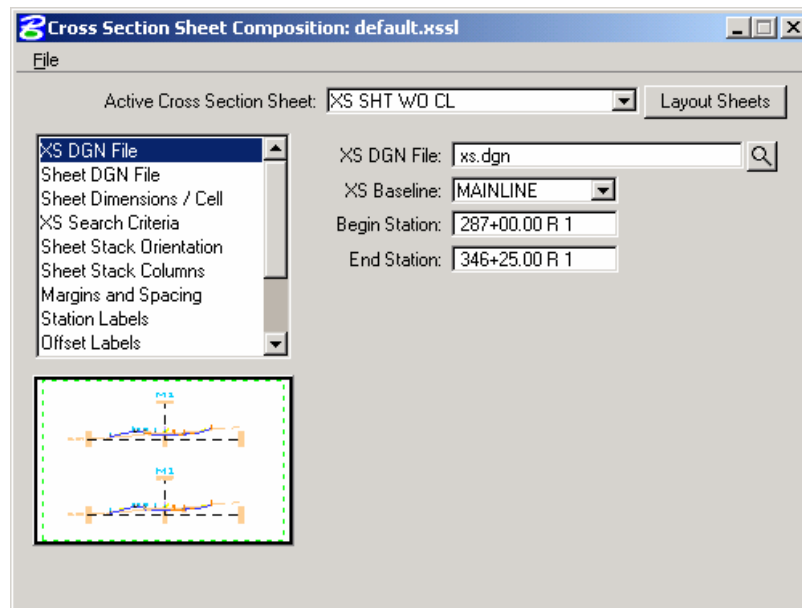 Cross Section Sheet Composition: default.xssl
File
Active Cross Section Sheet: XS SHT WO CL Layout Sheets
XS DGN File
Sheet DGN File
Sheet Dimensions / Cell
XS Search Criteria
Sheet Stack Orientation
Sheet Stack Columns
Margins and Spacing
Station Labels
Offset Labels
XS DGN File: xs.dgn
XS Baseline: MAINLINE
Begin Station: 287+00.00 R 1
End Station: 346+25.00 R 1
M1
M1